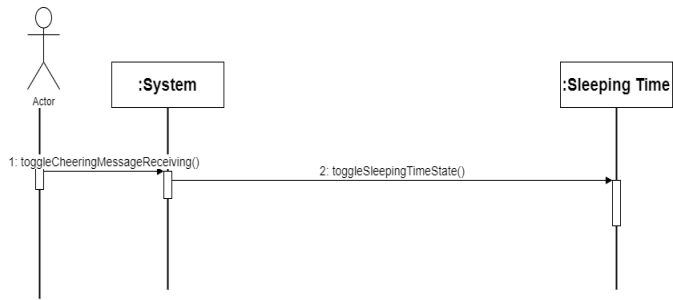 :System
:Sleeping Time
Actor
1: toggleCheeringMessageReceiving()
2: toggleSleepingTimeState()